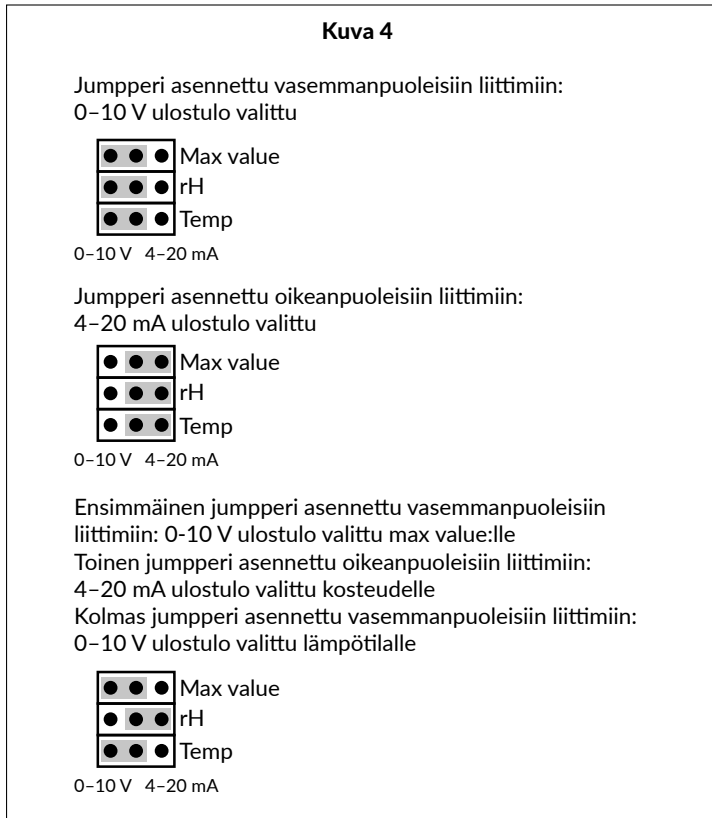 Kuva 4
Jumpperi asennettu vasemmanpuoleisiin liittimiin:
0–10 V ulostulo valittu
Max value
rH
Temp
0–10 V 4–20 mA
Jumpperi asennettu oikeanpuoleisiin liittimiin:
4–20 mA ulostulo valittu
Max value
rH
Temp
0–10 V 4–20 mA
Ensimmäinen jumpperi asennettu vasemmanpuoleisiin
liittimiin: 0-10 V ulostulo valittu max value:lle
Toinen jumpperi asennettu oikeanpuoleisiin liittimiin:
4–20 mA ulostulo valittu kosteudelle
Kolmas jumpperi asennettu vasemmanpuoleisiin liittimiin:
0–10 V ulostulo valittu lämpötilalle
Max value
rH
Temp
0–10 V 4–20 mA